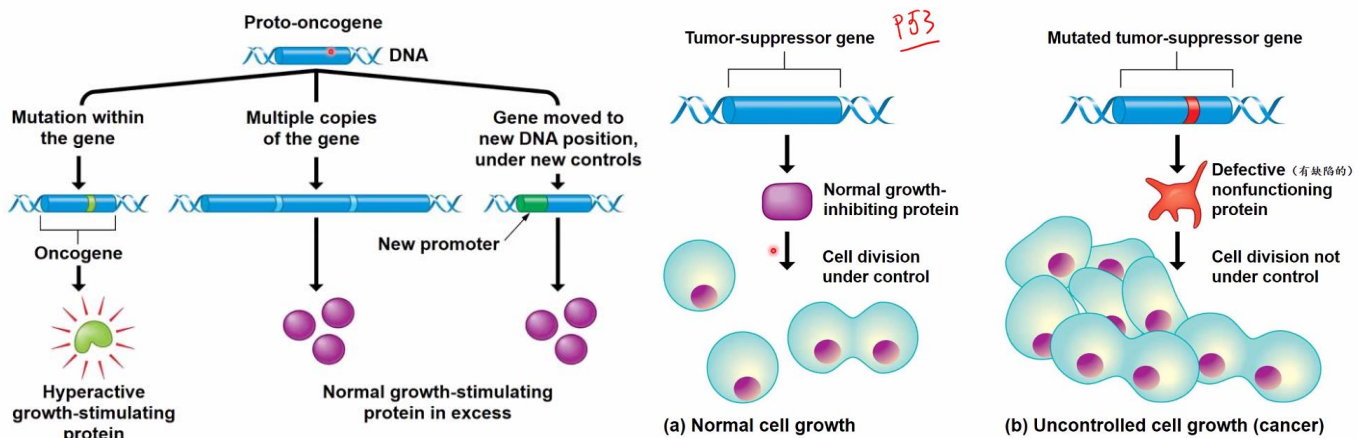 Proto-oncogene
DNA
Mutation within
the gene
Multiple copies
of the gene
Gene moved to
new DNA position,
under new controls
Oncogene
New promoter
Hyperactive
growth-stimulating
protein
Normal growth-stimulating
protein in excess
Tumor-suppressor gene
P53
Normal growth-
inhibiting protein
Cell division
under control
(a) Normal cell growth
Mutated tumor-suppressor gene
Defective (有缺陷的)
nonfunctioning
protein
Cell division not
under control
(b) Uncontrolled cell growth (cancer)